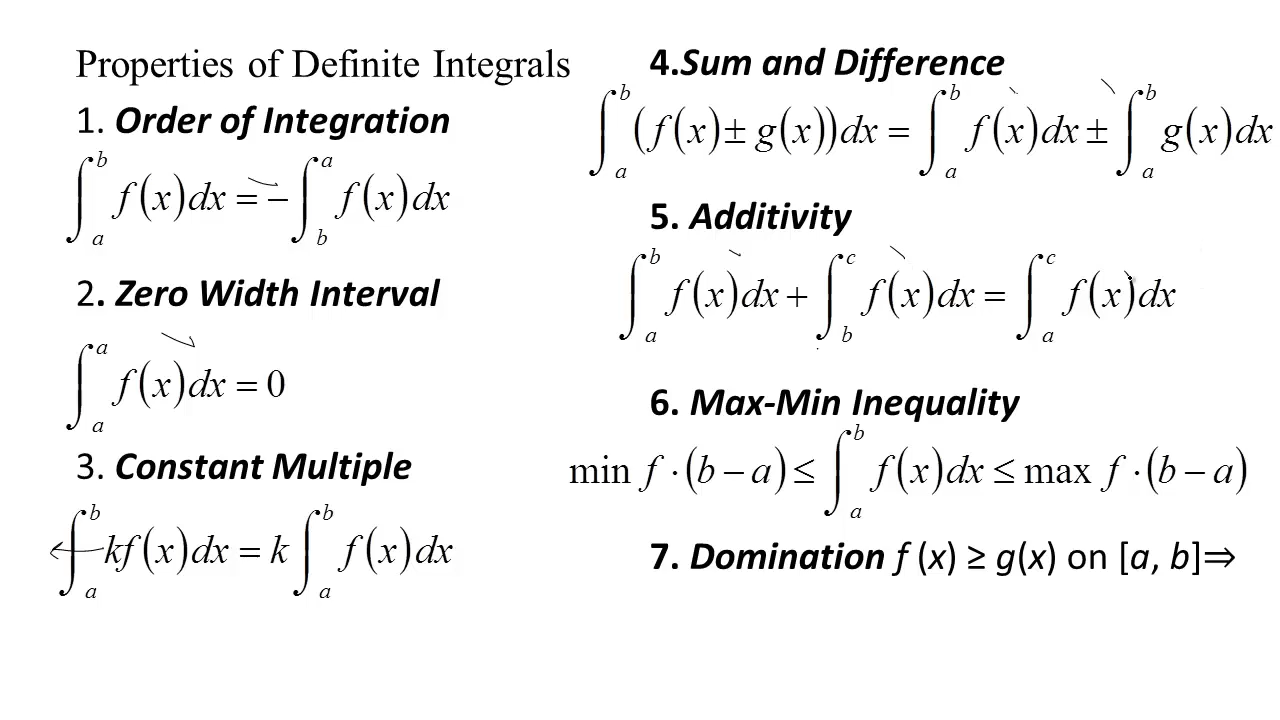 Properties of Definite Integrals
1. Order of Integration
∫_a^b f(x)dx = −∫_b^a f(x)dx
2. Zero Width Interval
∫_a^a f(x)dx = 0
3. Constant Multiple
∫_a^b kf(x)dx = k∫_a^b f(x)dx
4.Sum and Difference
∫_a^b (f(x) ± g(x))dx = ∫_a^b f(x)dx ± ∫_a^b g(x)dx
5. Additivity
∫_a^b f(x)dx + ∫_b^c f(x)dx = ∫_a^c f(x)dx
6. Max-Min Inequality
min f · (b − a) ≤ ∫_a^b f(x)dx ≤ max f · (b − a)
7. Domination f (x) ≥ g(x) on [a, b]⇒